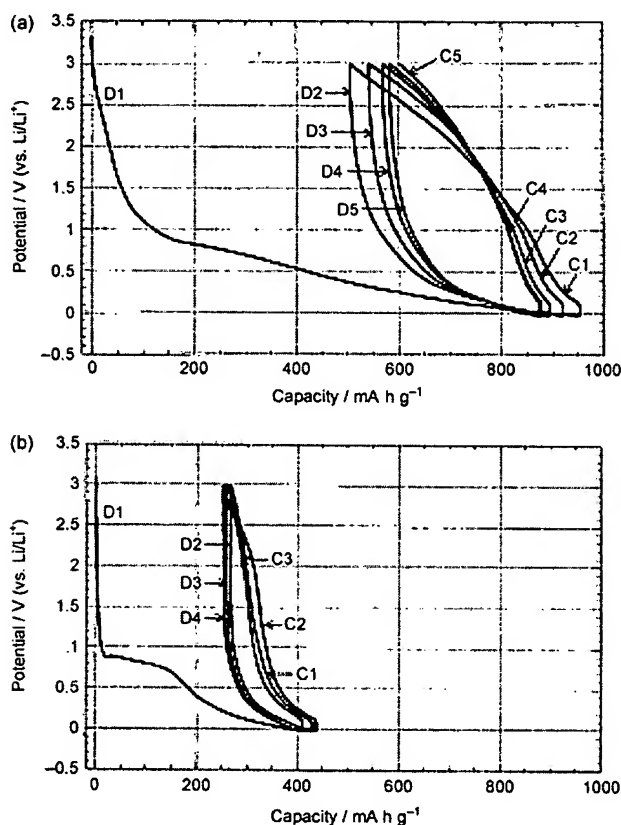 (a)
3.5
3
2.5
2
1.5
1
0.5
0
–0.5
Potential / V (vs. Li/Li⁺)
D1
D2
D3
D4
D5
C5
C4
C3
C2
C1
0 200 400 600 800 1000
Capacity / mA h g⁻¹
(b)
3.5
3
2.5
2
1.5
1
0.5
0
–0.5
Potential / V (vs. Li/Li⁺)
D1
D2
D3
D4
C3
C2
C1
0 200 400 600 800 1000
Capacity / mA h g⁻¹